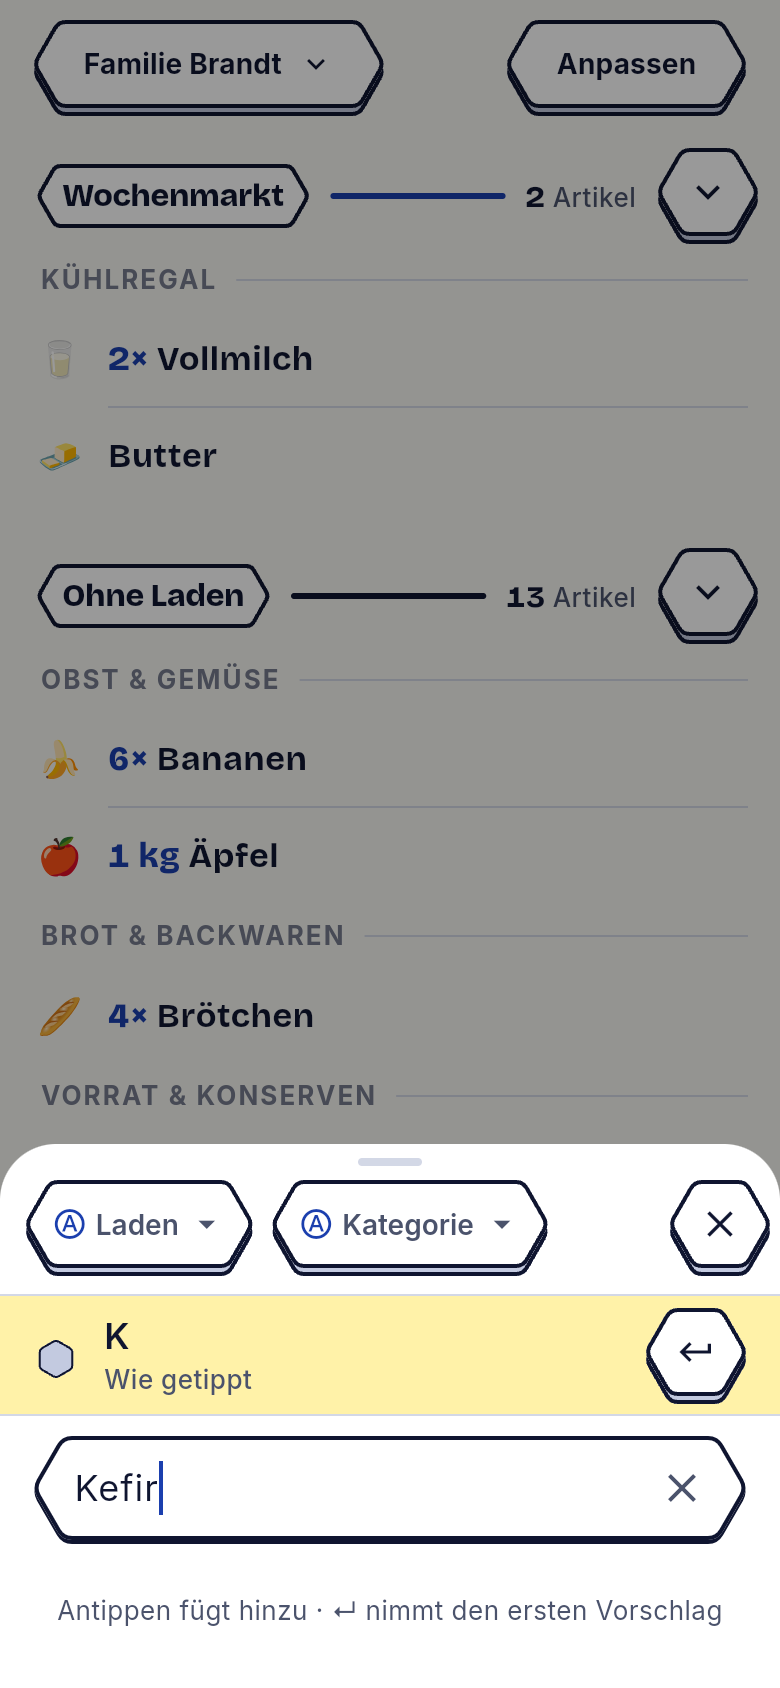 Familie Brandt
Anpassen
Wochenmarkt
2 Artikel
KÜHLREGAL
2× Vollmilch
Butter
Ohne Laden
13 Artikel
OBST & GEMÜSE
6× Bananen
1 kg Äpfel
BROT & BACKWAREN
4× Brötchen
VORRAT & KONSERVEN
A Laden
A Kategorie
K
Wie getippt
Kefir
Antippen fügt hinzu · ↵ nimmt den ersten Vorschlag